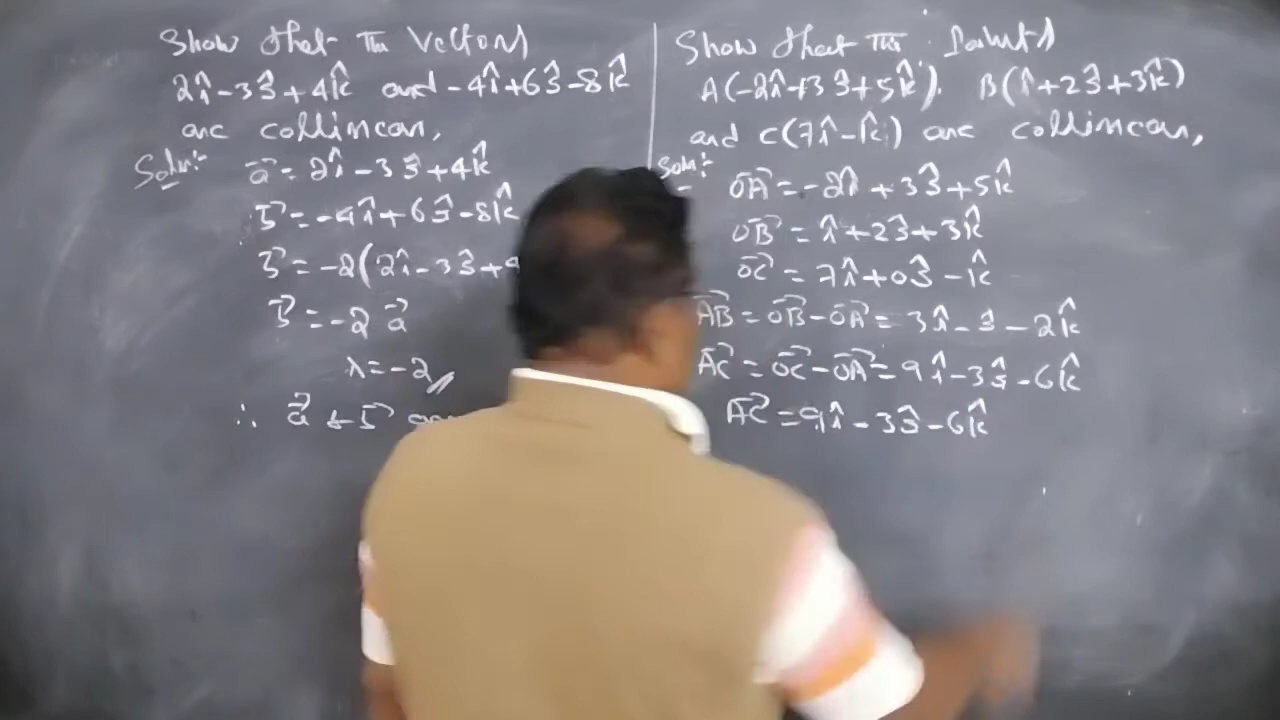 Show that the Vectors
2î-3ĵ+4k̂ and -4î+6ĵ-8k̂
are collinear,
Soln:- a⃗ = 2î-3ĵ+4k̂
b⃗ = -4î+6ĵ-8k̂
b⃗ = -2(2î-3ĵ+4
b⃗ = -2 a⃗
λ = -2
∴ a⃗ & b⃗ are
Show that the Points
A(-2î+3ĵ+5k̂). B(î+2ĵ+3k̂)
and C(7î-k̂) are collinear,
Soln:- OA⃗ = -2î+3ĵ+5k̂
OB⃗ = î+2ĵ+3k̂
OC⃗ = 7î+0ĵ-k̂
AB⃗ = OB⃗-OA⃗ = 3î-ĵ-2k̂
AC⃗ = OC⃗-OA⃗ = 9î-3ĵ-6k̂
AC⃗ = 9î-3ĵ-6k̂